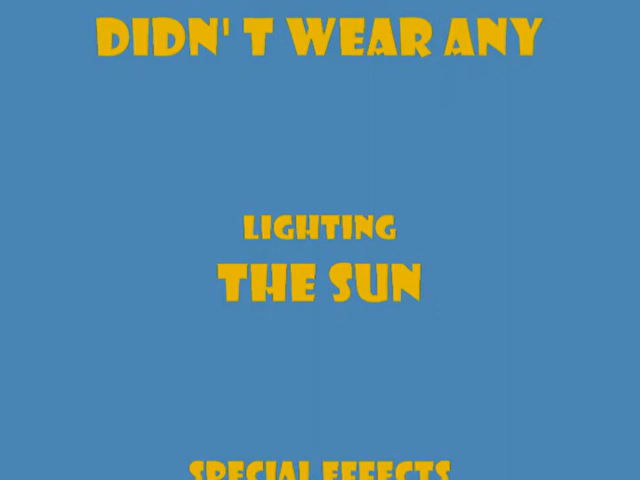 DIDN' T WEAR ANY
LIGHTING
THE SUN
SPECIAL EFFECTS